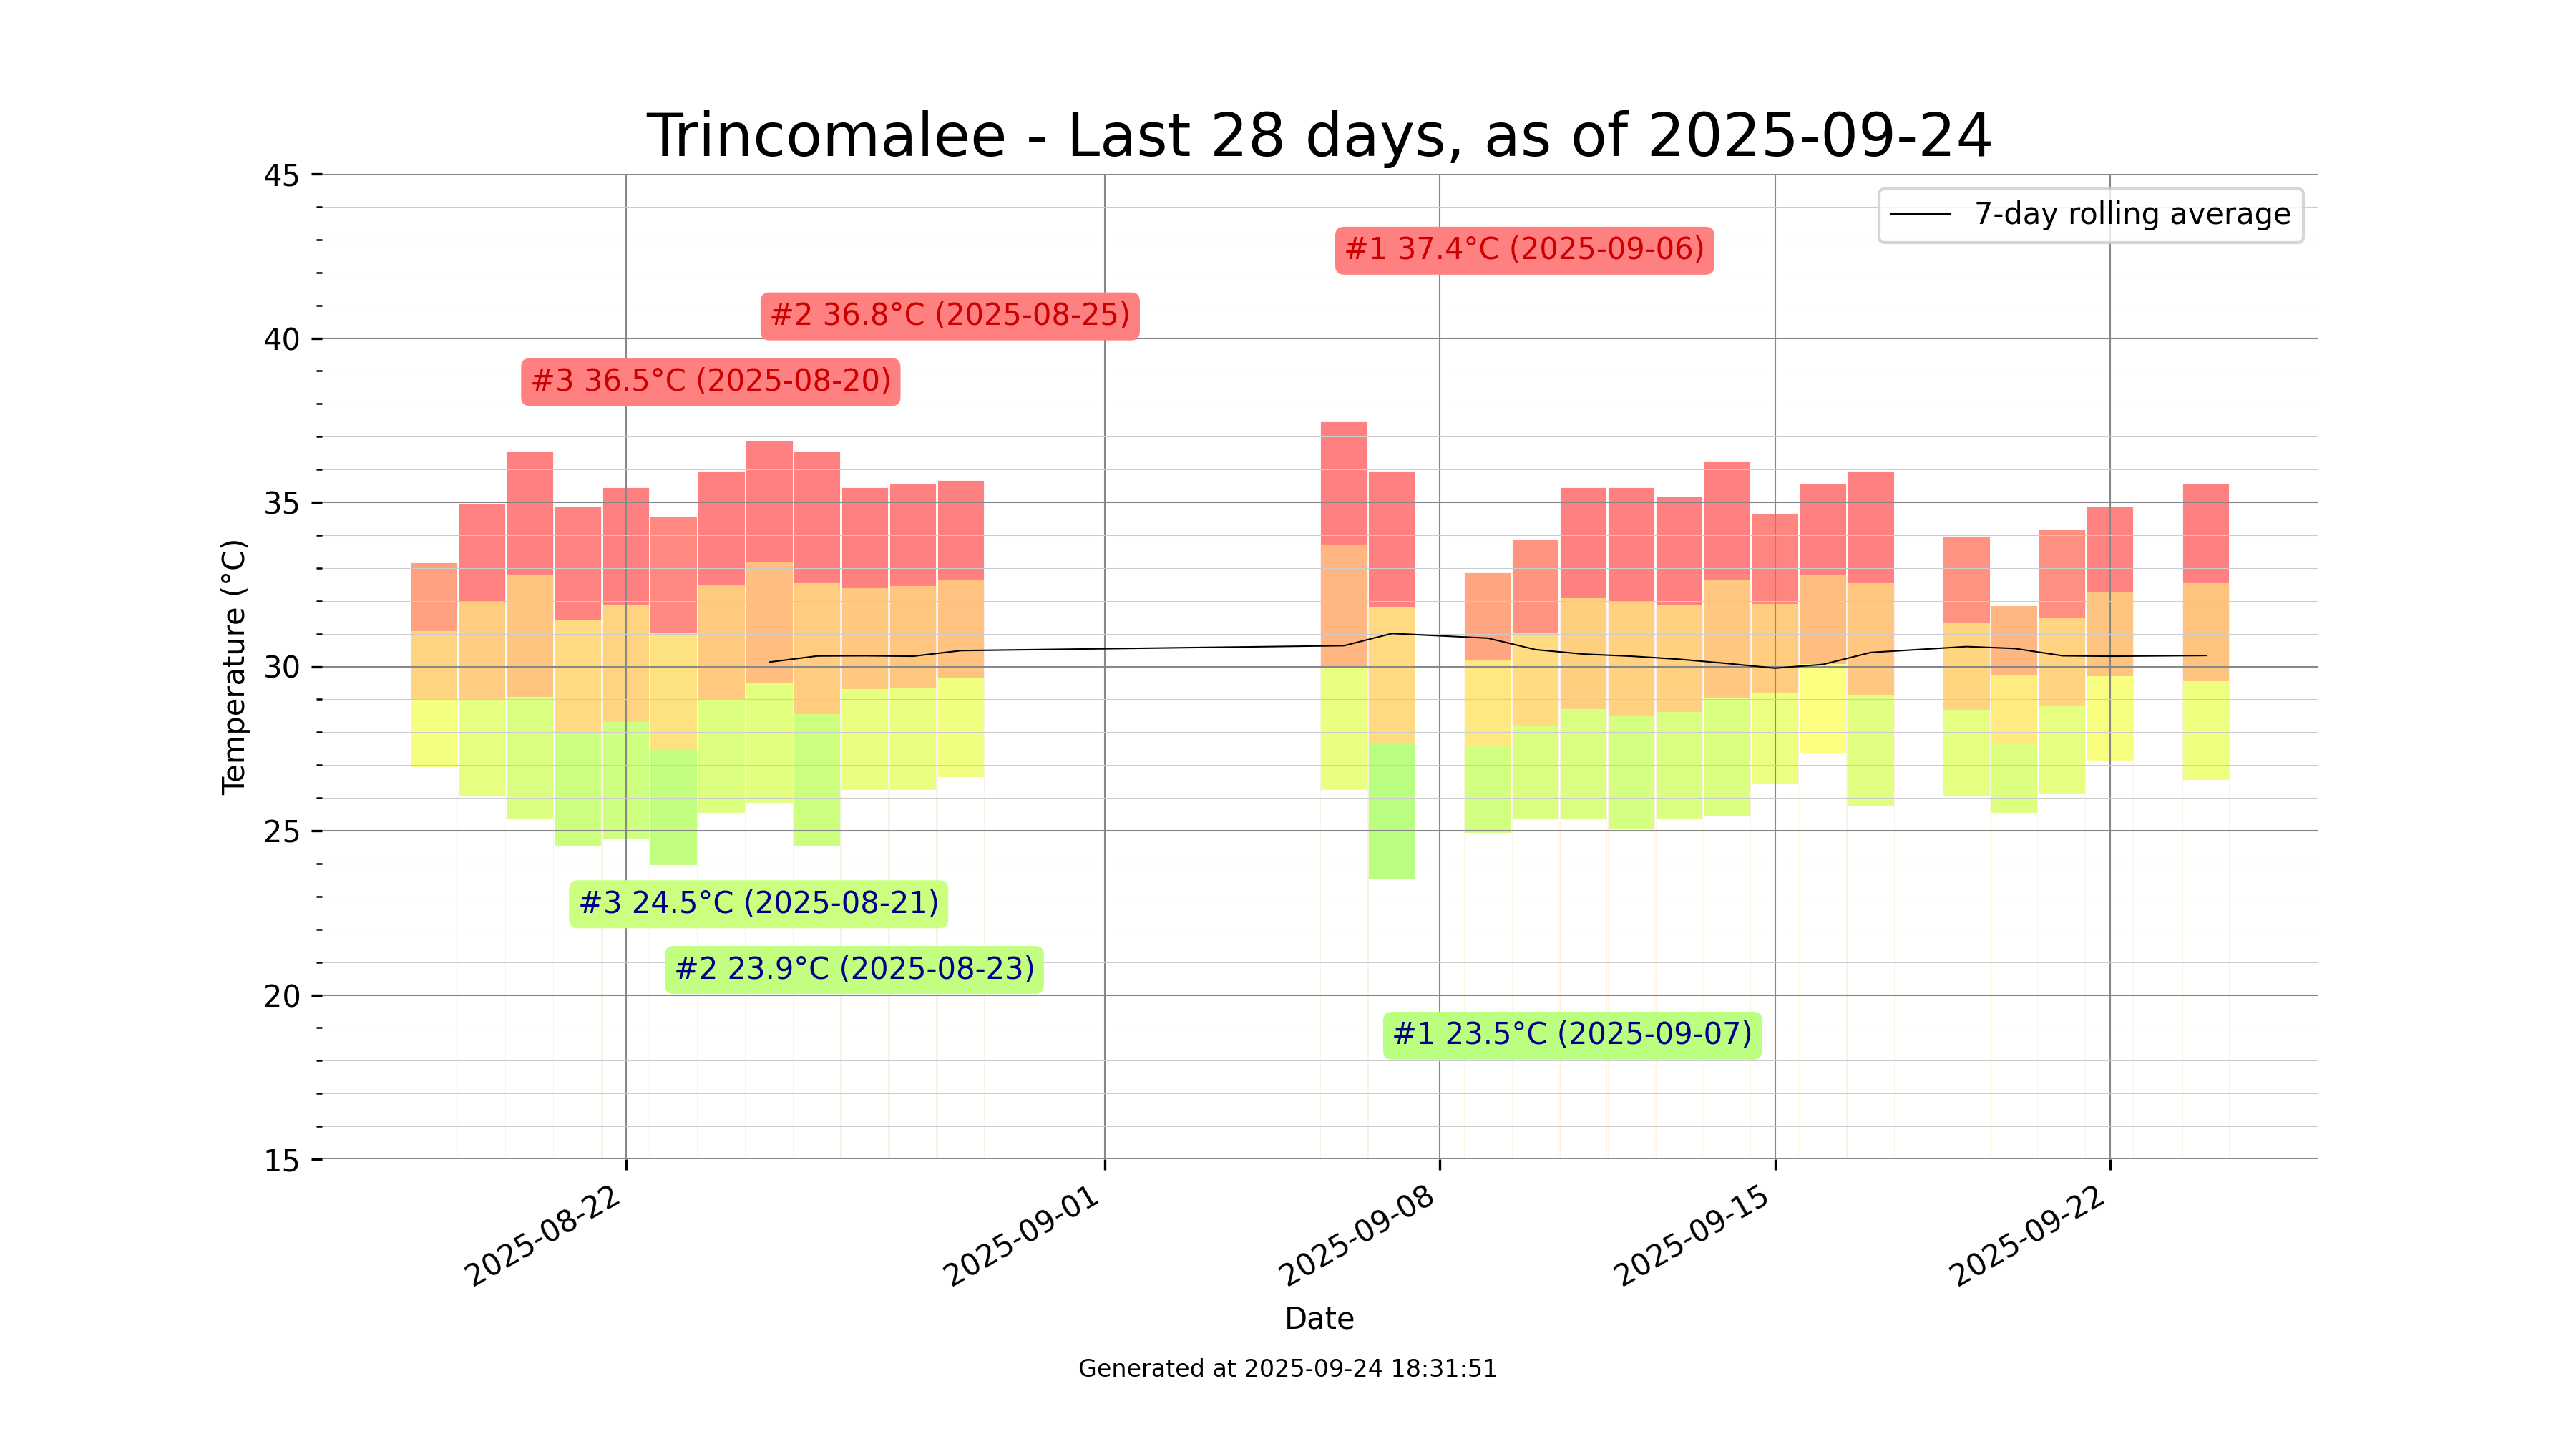 Trincomalee - Last 28 days, as of 2025-09-24
7-day rolling average
#1 37.4°C (2025-09-06)
#2 36.8°C (2025-08-25)
#3 36.5°C (2025-08-20)
#3 24.5°C (2025-08-21)
#2 23.9°C (2025-08-23)
#1 23.5°C (2025-09-07)
45
40
35
30
25
20
15
Temperature (°C)
2025-08-22
2025-09-01
2025-09-08
2025-09-15
2025-09-22
Date
Generated at 2025-09-24 18:31:51